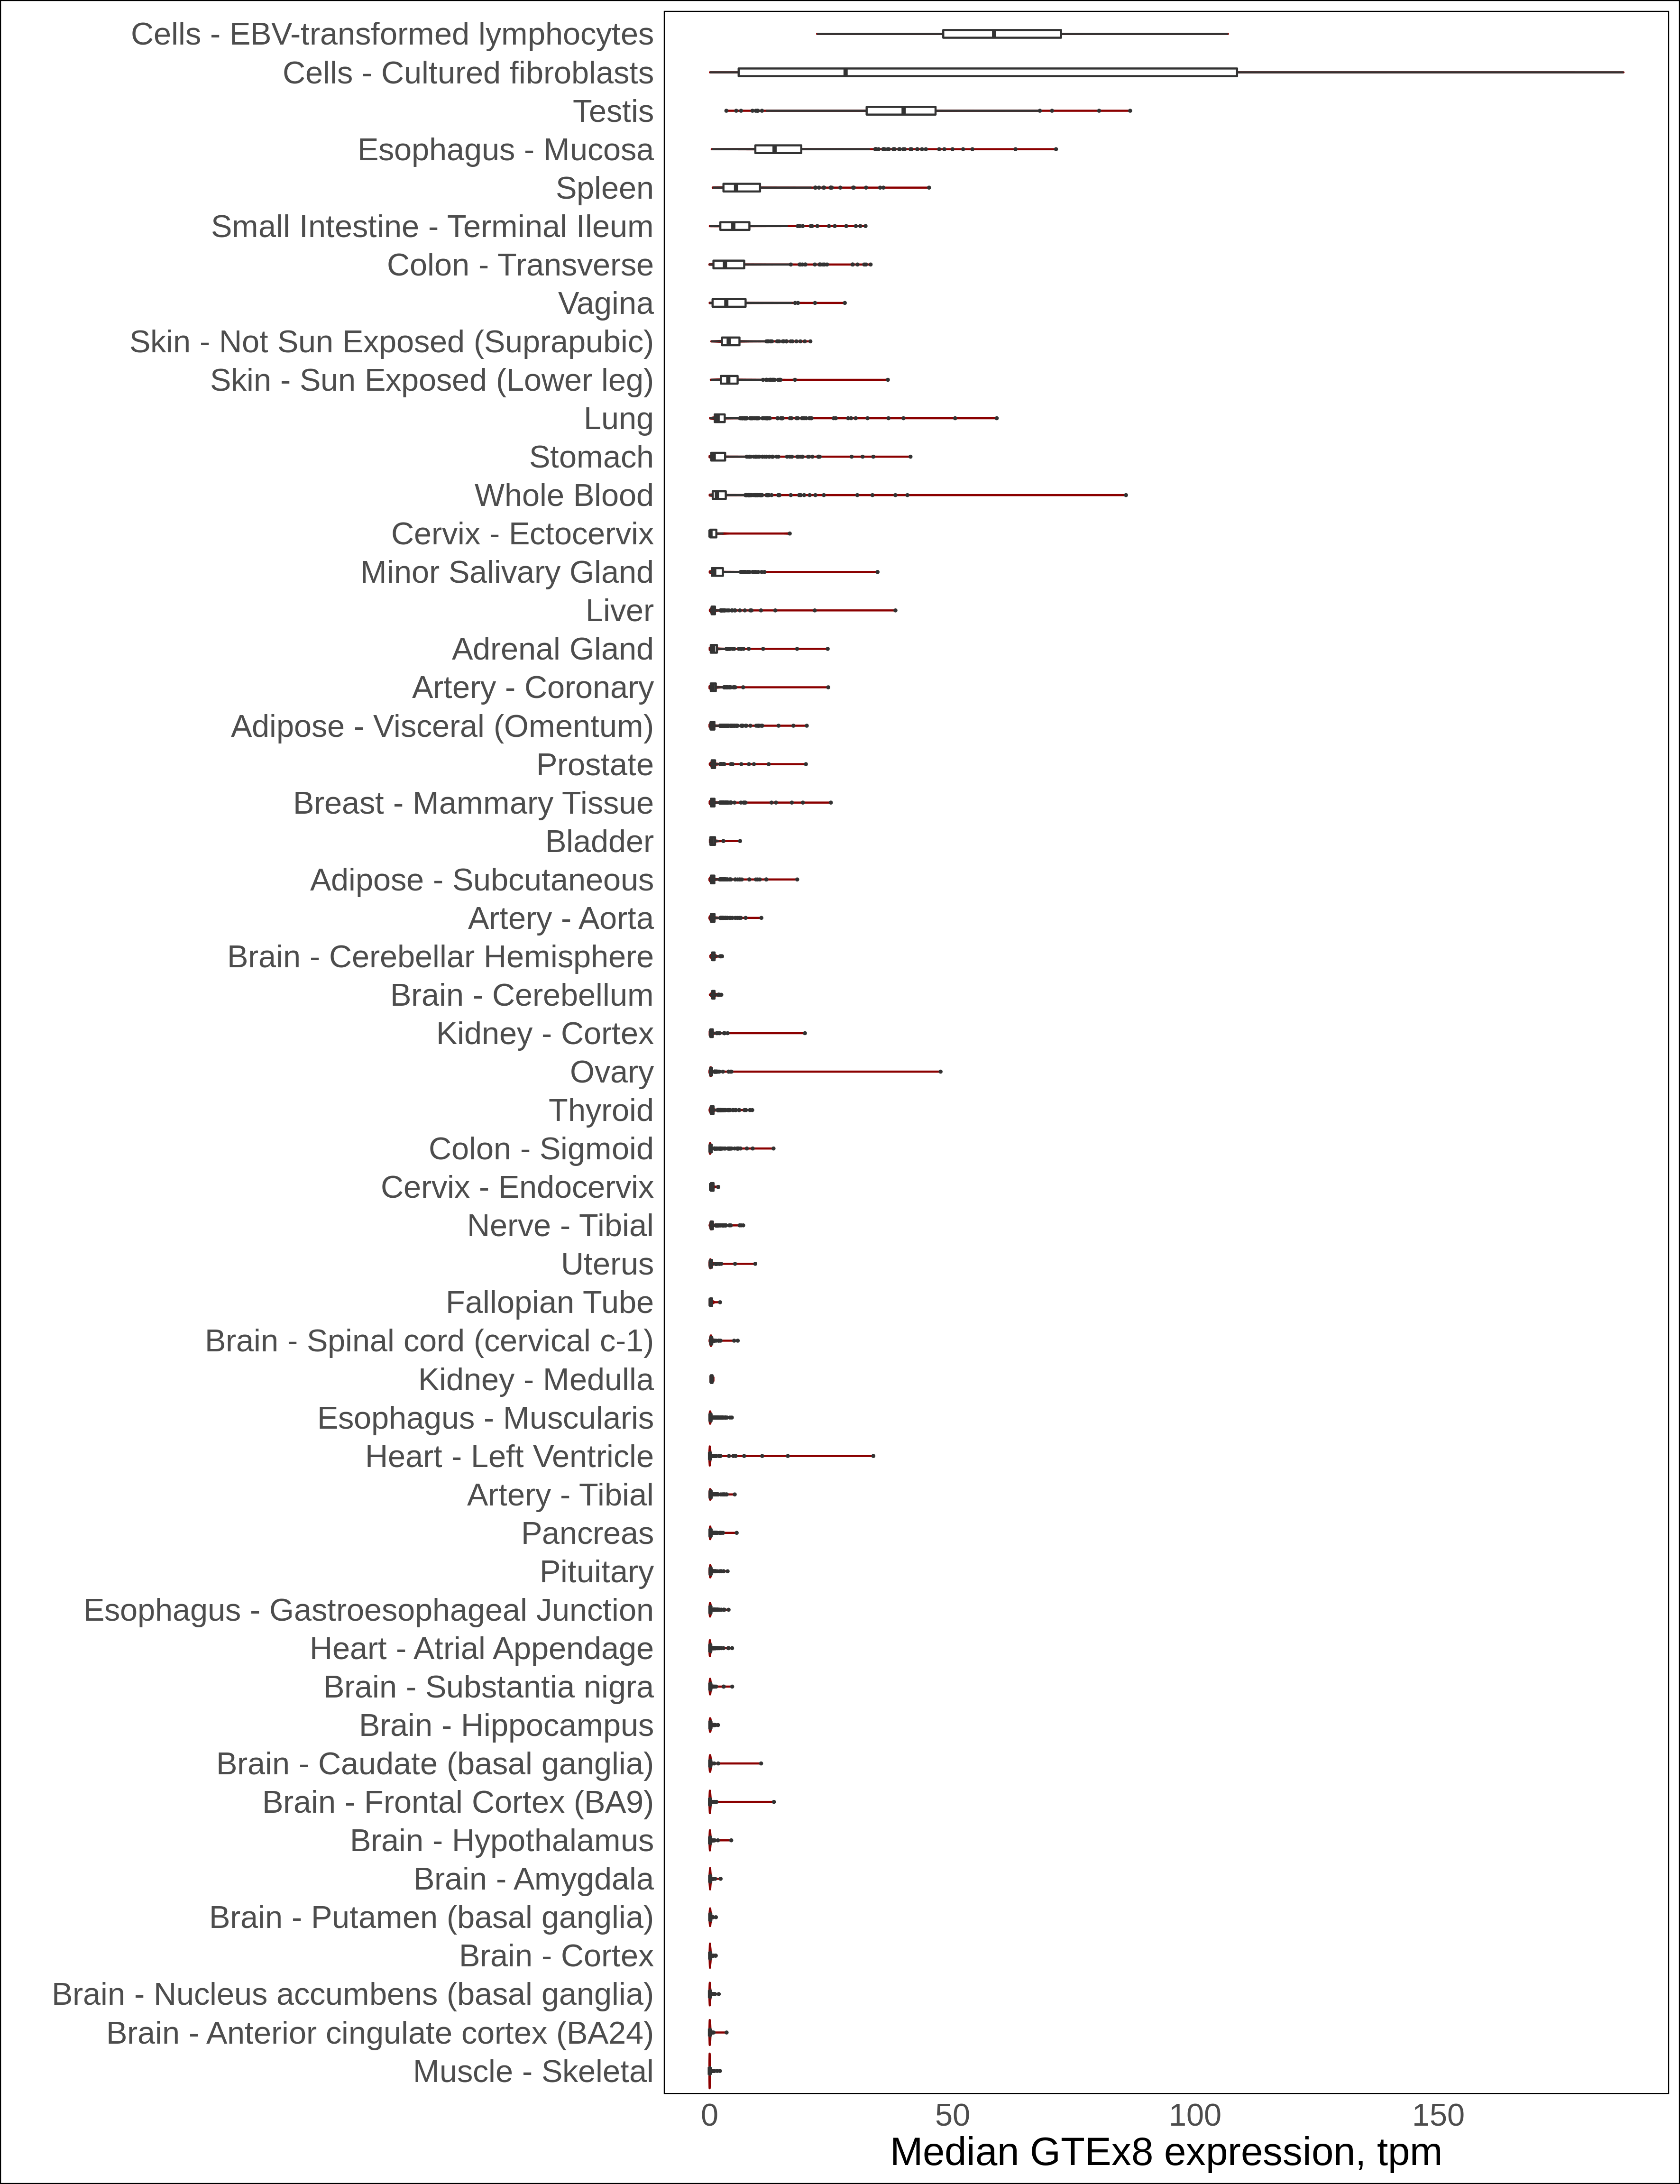 Cells - EBV-transformed lymphocytes
Cells - Cultured fibroblasts
Testis
Esophagus - Mucosa
Spleen
Small Intestine - Terminal Ileum
Colon - Transverse
Vagina
Skin - Not Sun Exposed (Suprapubic)
Skin - Sun Exposed (Lower leg)
Lung
Stomach
Whole Blood
Cervix - Ectocervix
Minor Salivary Gland
Liver
Adrenal Gland
Artery - Coronary
Adipose - Visceral (Omentum)
Prostate
Breast - Mammary Tissue
Bladder
Adipose - Subcutaneous
Artery - Aorta
Brain - Cerebellar Hemisphere
Brain - Cerebellum
Kidney - Cortex
Ovary
Thyroid
Colon - Sigmoid
Cervix - Endocervix
Nerve - Tibial
Uterus
Fallopian Tube
Brain - Spinal cord (cervical c-1)
Kidney - Medulla
Esophagus - Muscularis
Heart - Left Ventricle
Artery - Tibial
Pancreas
Pituitary
Esophagus - Gastroesophageal Junction
Heart - Atrial Appendage
Brain - Substantia nigra
Brain - Hippocampus
Brain - Caudate (basal ganglia)
Brain - Frontal Cortex (BA9)
Brain - Hypothalamus
Brain - Amygdala
Brain - Putamen (basal ganglia)
Brain - Cortex
Brain - Nucleus accumbens (basal ganglia)
Brain - Anterior cingulate cortex (BA24)
Muscle - Skeletal
0 50 100 150
Median GTEx8 expression, tpm